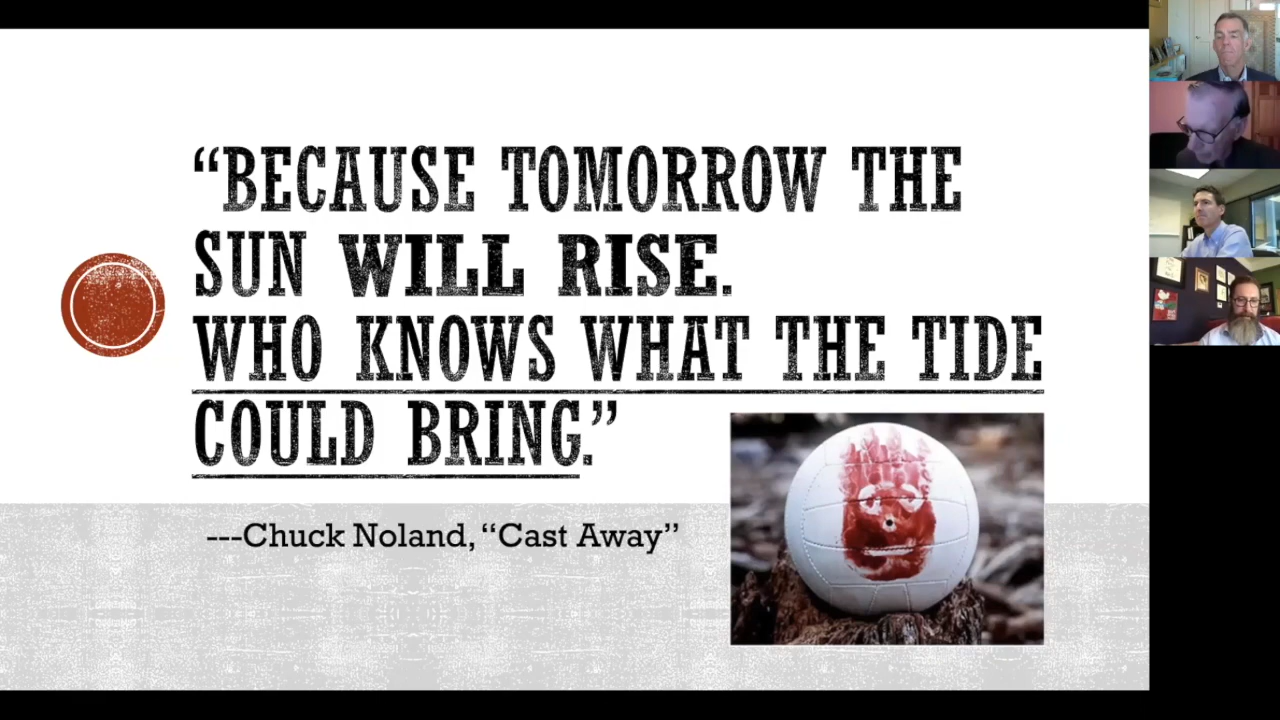 “BECAUSE TOMORROW THE
SUN WILL RISE.
WHO KNOWS WHAT THE TIDE
COULD BRING.”
---Chuck Noland, “Cast Away”